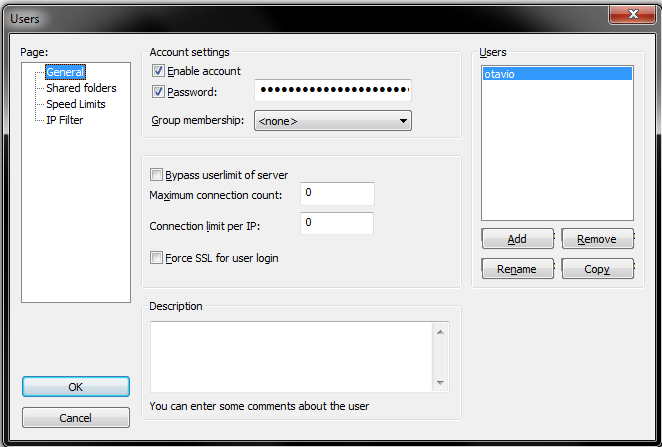 Users
Page:
General
Shared folders
Speed Limits
IP Filter
OK
Cancel
Account settings
Enable account
Password:
Group membership: <none>
Bypass userlimit of server
Maximum connection count: 0
Connection limit per IP: 0
Force SSL for user login
Description
You can enter some comments about the user
Users
otavio
Add Remove
Rename Copy